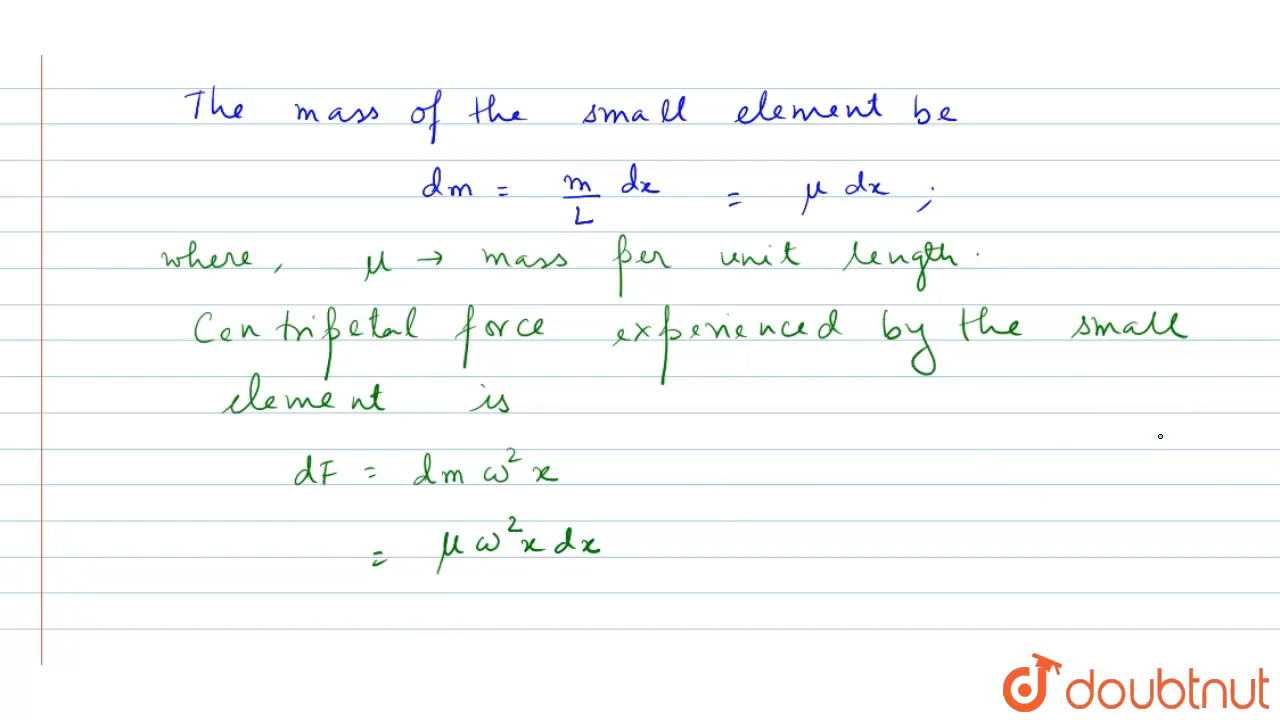 The mass of the small element be
dm = m/L dx = μ dx ;
where, μ → mass per unit length.
Centripetal force experienced by the small
element is
dF = dm ω² x
= μ ω² x dx
doubtnut